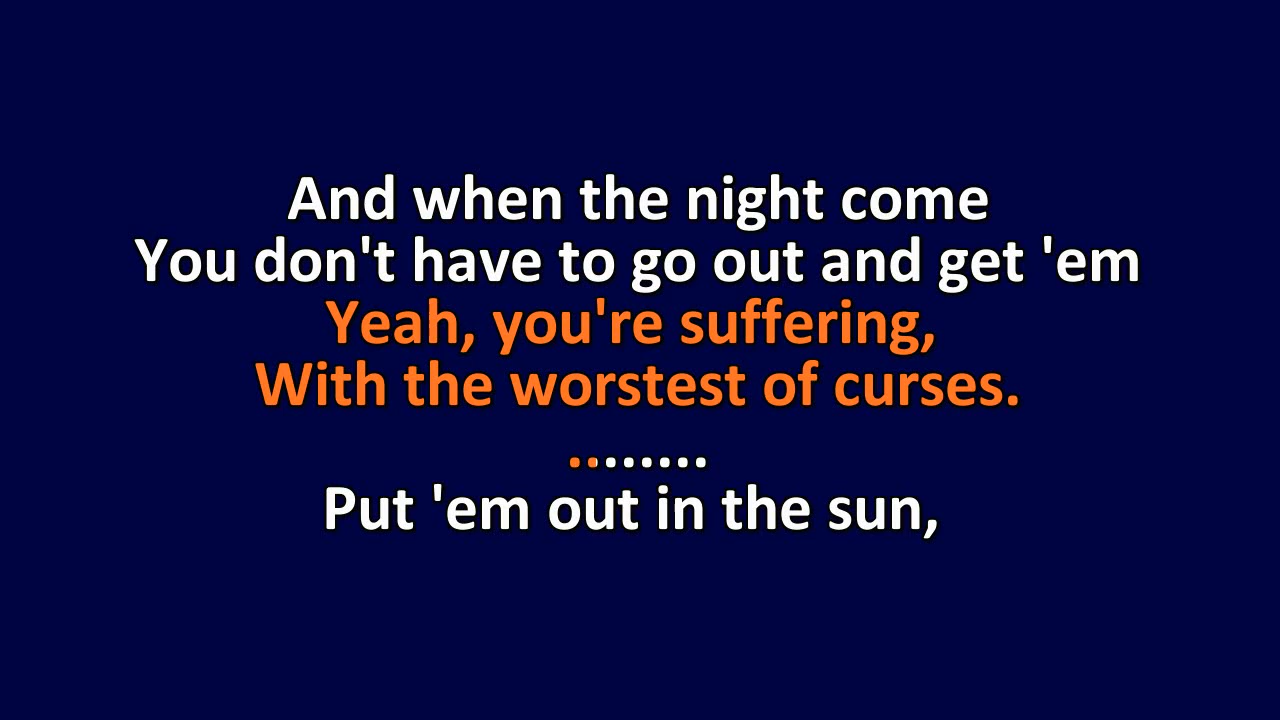 And when the night come
You don't have to go out and get 'em
Yeah, you're suffering,
With the worstest of curses.
........
Put 'em out in the sun,